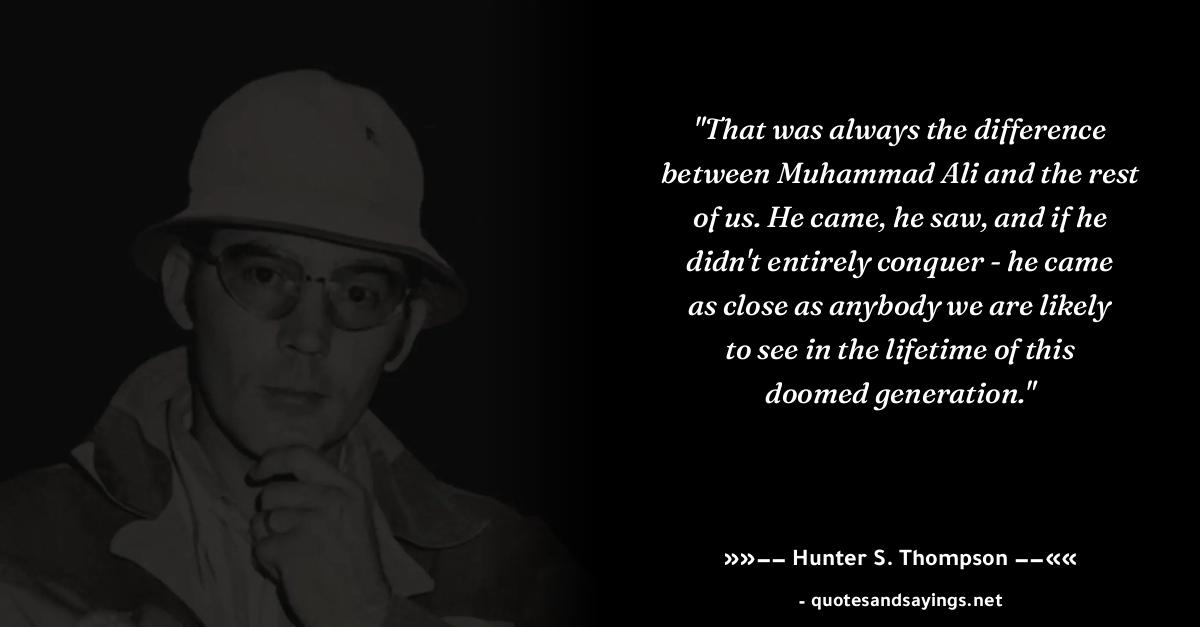 "That was always the difference
between Muhammad Ali and the rest
of us. He came, he saw, and if he
didn't entirely conquer - he came
as close as anybody we are likely
to see in the lifetime of this
doomed generation."
»»−− Hunter S. Thompson −−««
- quotesandsayings.net